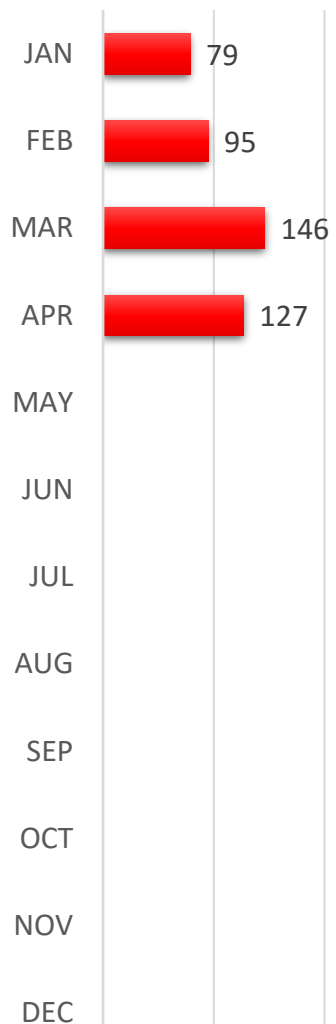 JAN 79
FEB 95
MAR 146
APR 127
MAY
JUN
JUL
AUG
SEP
OCT
NOV
DEC